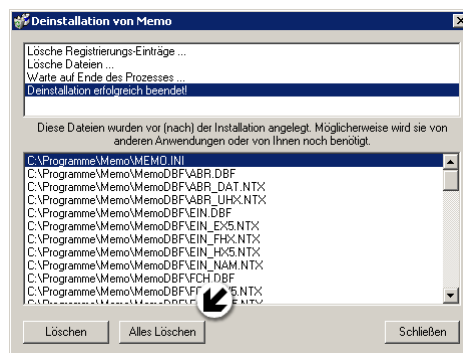 Deinstallation von Memo
Lösche Registrierungs-Einträge ...
Lösche Dateien ...
Warte auf Ende des Prozesses ...
Deinstallation erfolgreich beendet!
Diese Dateien wurden vor (nach) der Installation angelegt. Möglicherweise wird sie von
anderen Anwendungen oder von Ihnen noch benötigt.
C:\Programme\Memo\MEMO.INI
C:\Programme\Memo\MemoDBF\ABR.DBF
C:\Programme\Memo\MemoDBF\ABR_DAT.NTX
C:\Programme\Memo\MemoDBF\ABR_UHX.NTX
C:\Programme\Memo\MemoDBF\EIN.DBF
C:\Programme\Memo\MemoDBF\EIN_EX5.NTX
C:\Programme\Memo\MemoDBF\EIN_FHX.NTX
C:\Programme\Memo\MemoDBF\EIN_HX5.NTX
C:\Programme\Memo\MemoDBF\EIN_NAM.NTX
C:\Programme\Memo\MemoDBF\FCH.DBF
Löschen
Alles Löschen
Schließen